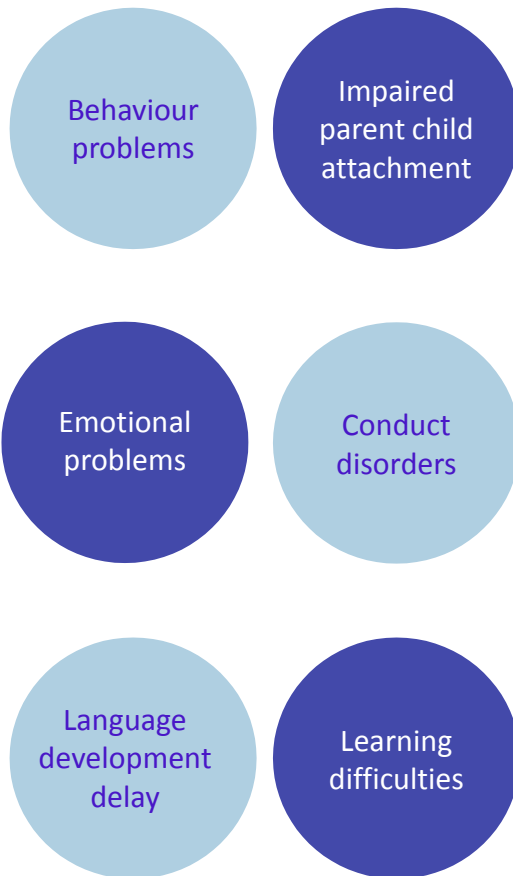 Behaviour
problems
Impaired
parent child
attachment
Emotional
problems
Conduct
disorders
Language
development
delay
Learning
difficulties